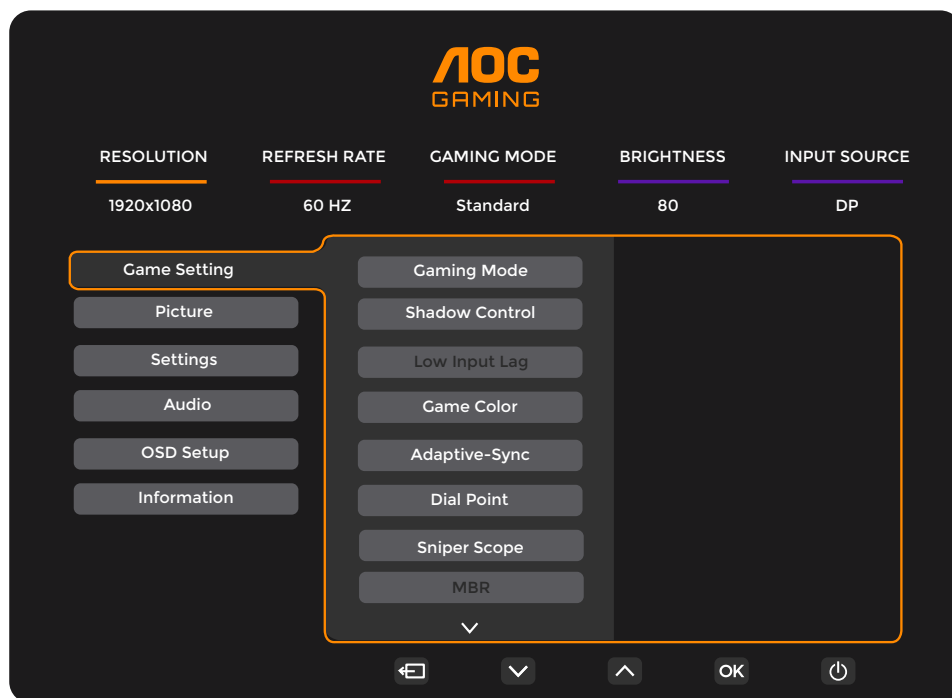 AOC
GAMING
RESOLUTION REFRESH RATE GAMING MODE BRIGHTNESS INPUT SOURCE
1920x1080 60 HZ Standard 80 DP
Game Setting
Picture
Settings
Audio
OSD Setup
Information
Gaming Mode
Shadow Control
Low Input Lag
Game Color
Adaptive-Sync
Dial Point
Sniper Scope
MBR
OK